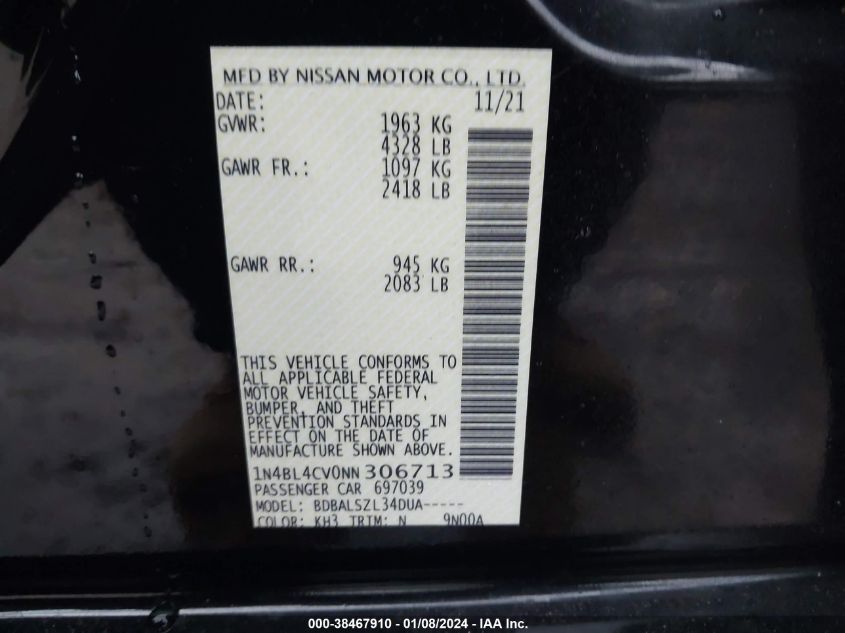 MFD BY NISSAN MOTOR CO., LTD.
DATE: 11/21
GVWR: 1963 KG
4328 LB
GAWR FR.: 1097 KG
2418 LB
GAWR RR.: 945 KG
2083 LB
THIS VEHICLE CONFORMS TO
ALL APPLICABLE FEDERAL
MOTOR VEHICLE SAFETY,
BUMPER, AND THEFT
PREVENTION STANDARDS IN
EFFECT ON THE DATE OF
MANUFACTURE SHOWN ABOVE.
1N4BL4CV0NN306713
PASSENGER CAR 697039
MODEL: BDBALSZL34DUA-----
COLOR: KH3 TRIM: N 9N00A
000-38467910 - 01/08/2024 - IAA Inc.